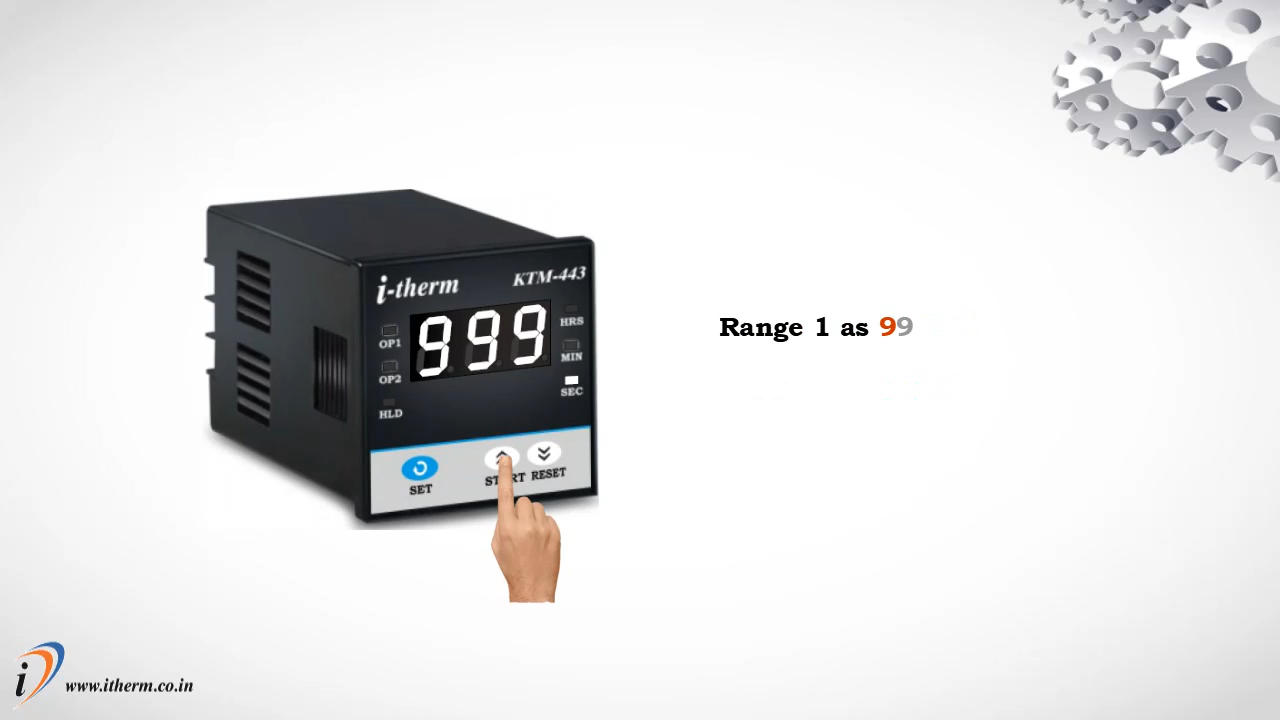 i-therm
KTM-443
999
OP1
OP2
HLD
HRS
MIN
SEC
SET
START
RESET
Range 1 as 99
i
www.itherm.co.in